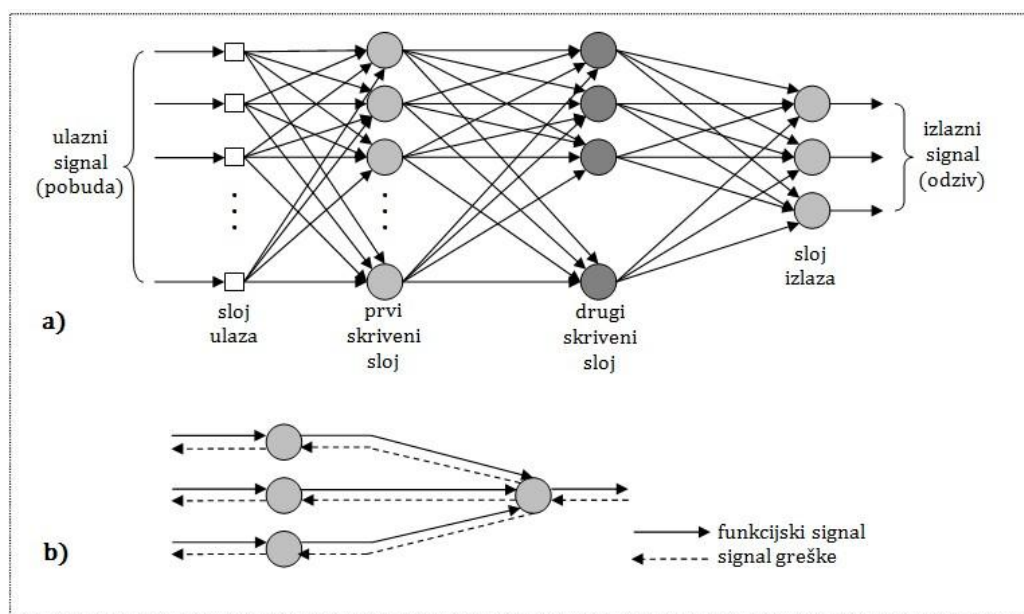 ulazni
signal
(pobuda)
izlazni
signal
(odziv)
sloj
izlaza
a)
sloj
ulaza
prvi
skriveni
sloj
drugi
skriveni
sloj
b)
funkcijski signal
signal greške